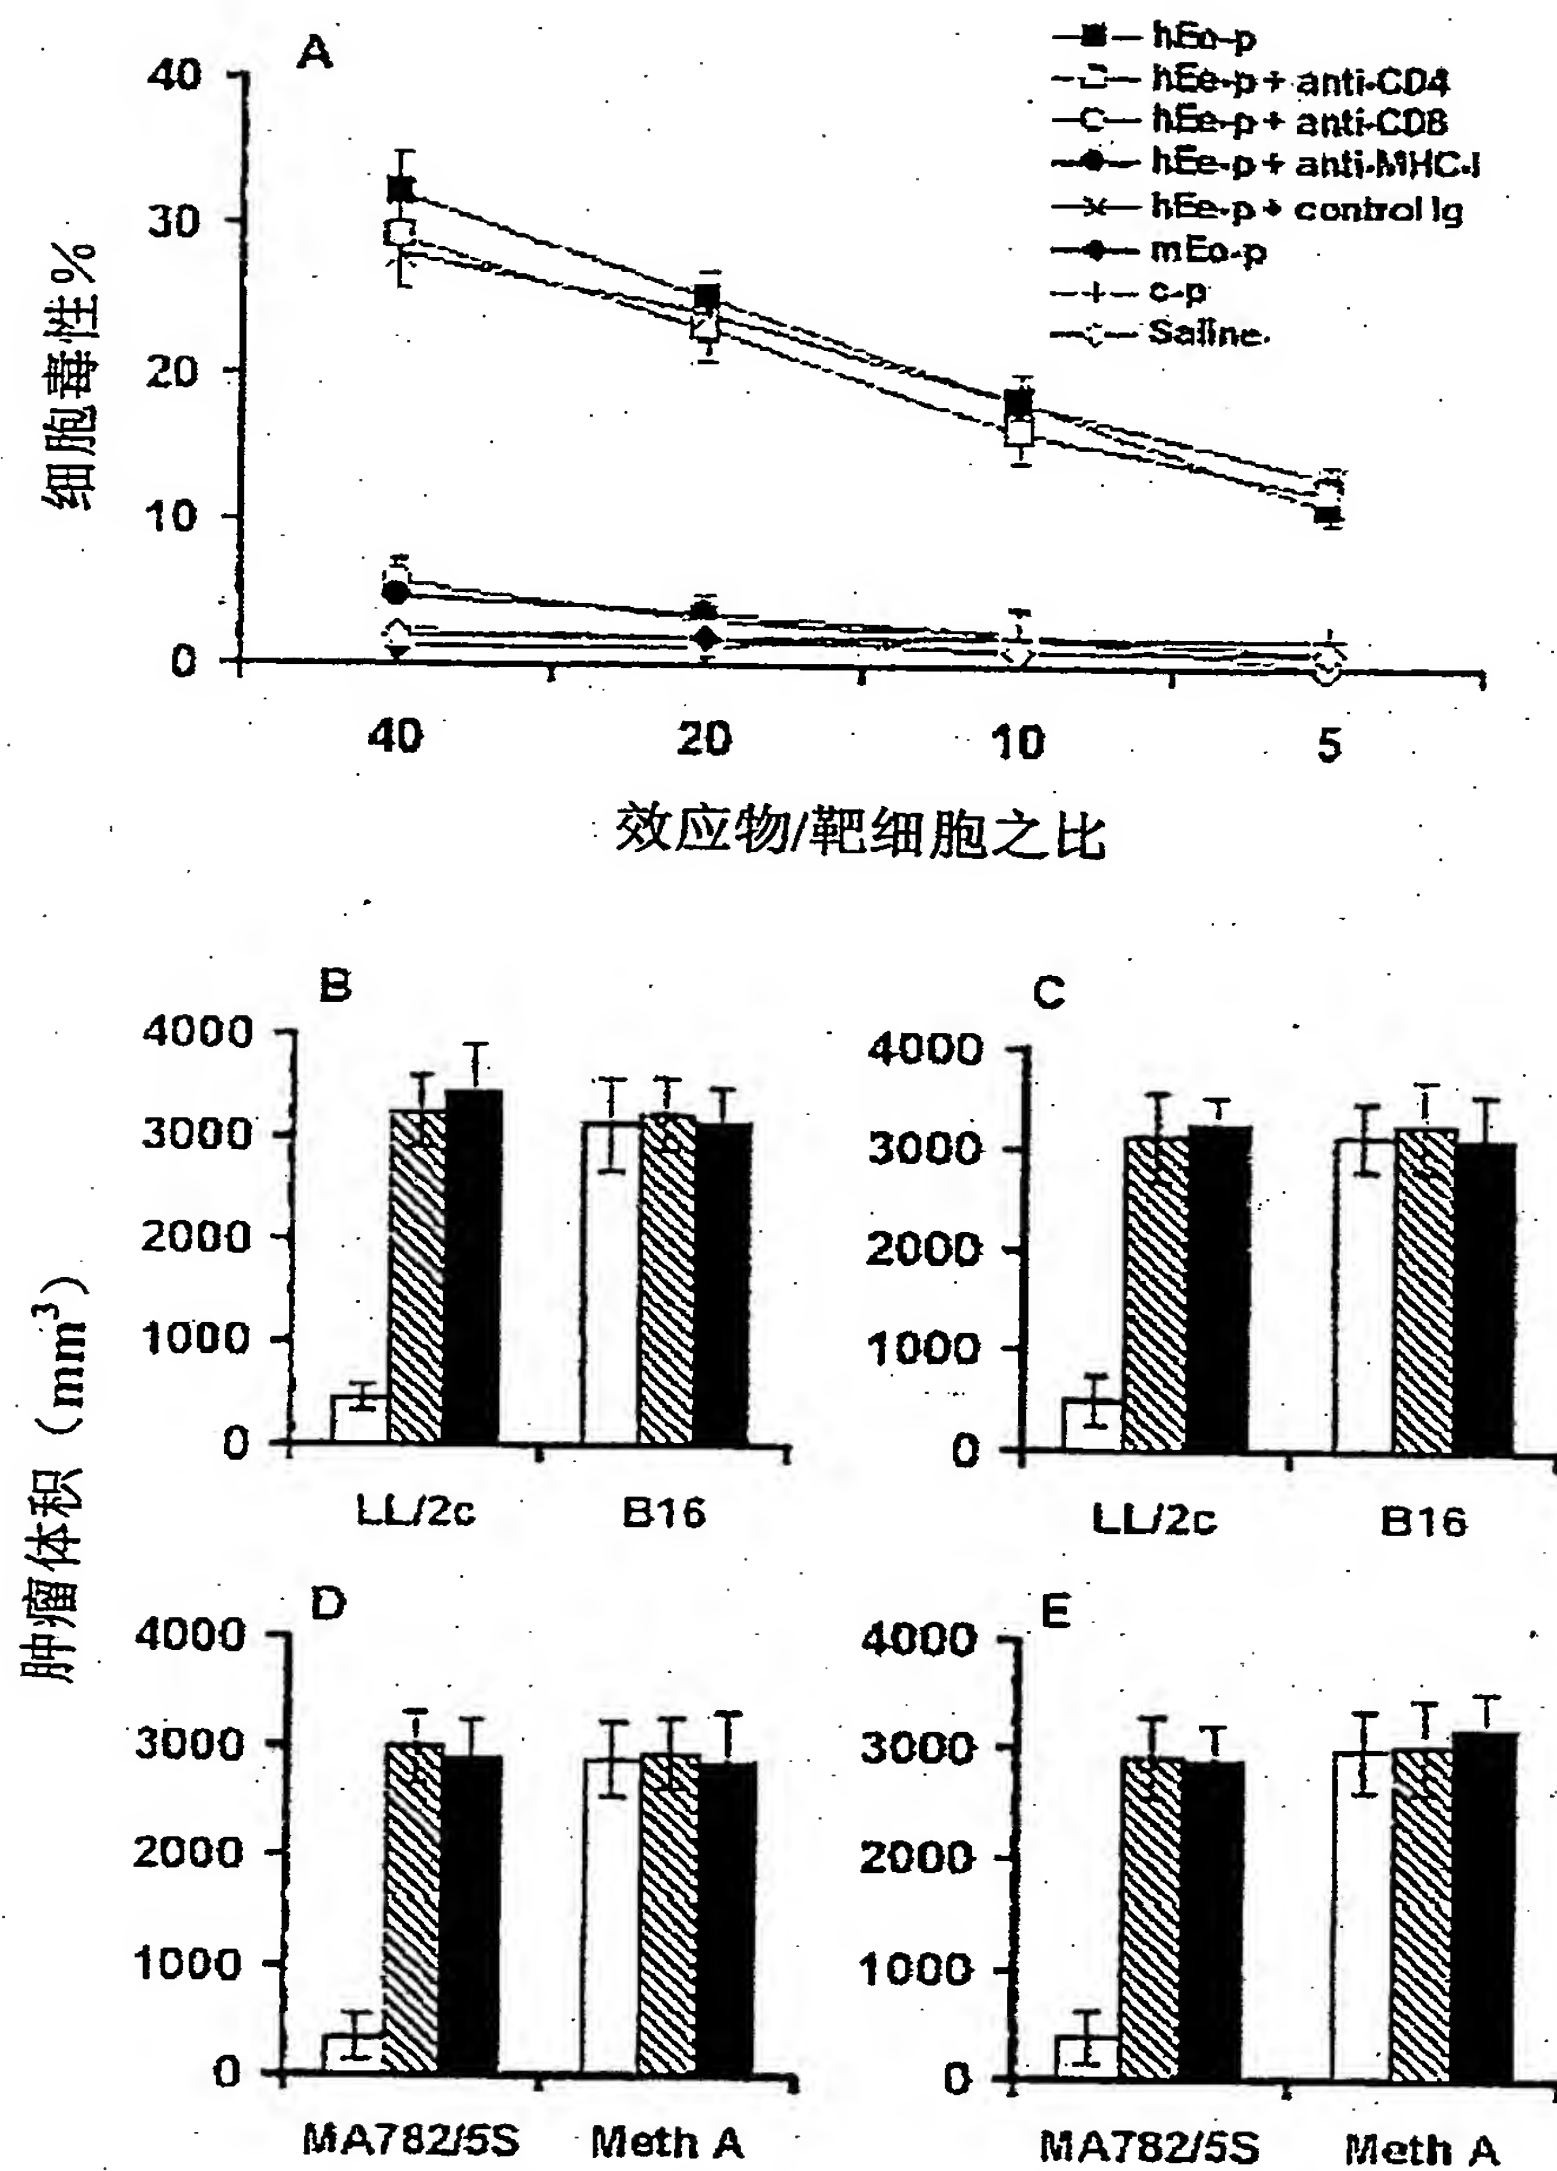 A
hEo-p
hEe-p + anti-CD4
hEe-p + anti-CD8
hEe-p + anti-MHC-I
hEe-p + control Ig
mEo-p
c-p
Saline
40
30
20
10
0
细胞毒性%
40 20 10 5
效应物/靶细胞之比
B
4000
3000
2000
1000
0
LL/2c B16
C
4000
3000
2000
1000
0
LL/2c B16
肿瘤体积（mm³）
D
4000
3000
2000
1000
0
MA782/5S Meth A
E
4000
3000
2000
1000
0
MA782/5S Meth A